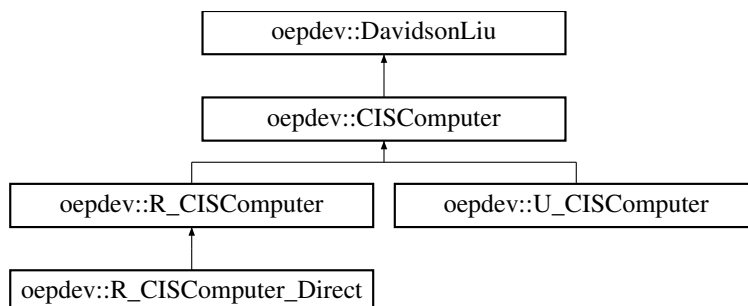 oepdev::DavidsonLiu
oepdev::CISComputer
oepdev::R_CISComputer
oepdev::U_CISComputer
oepdev::R_CISComputer_Direct